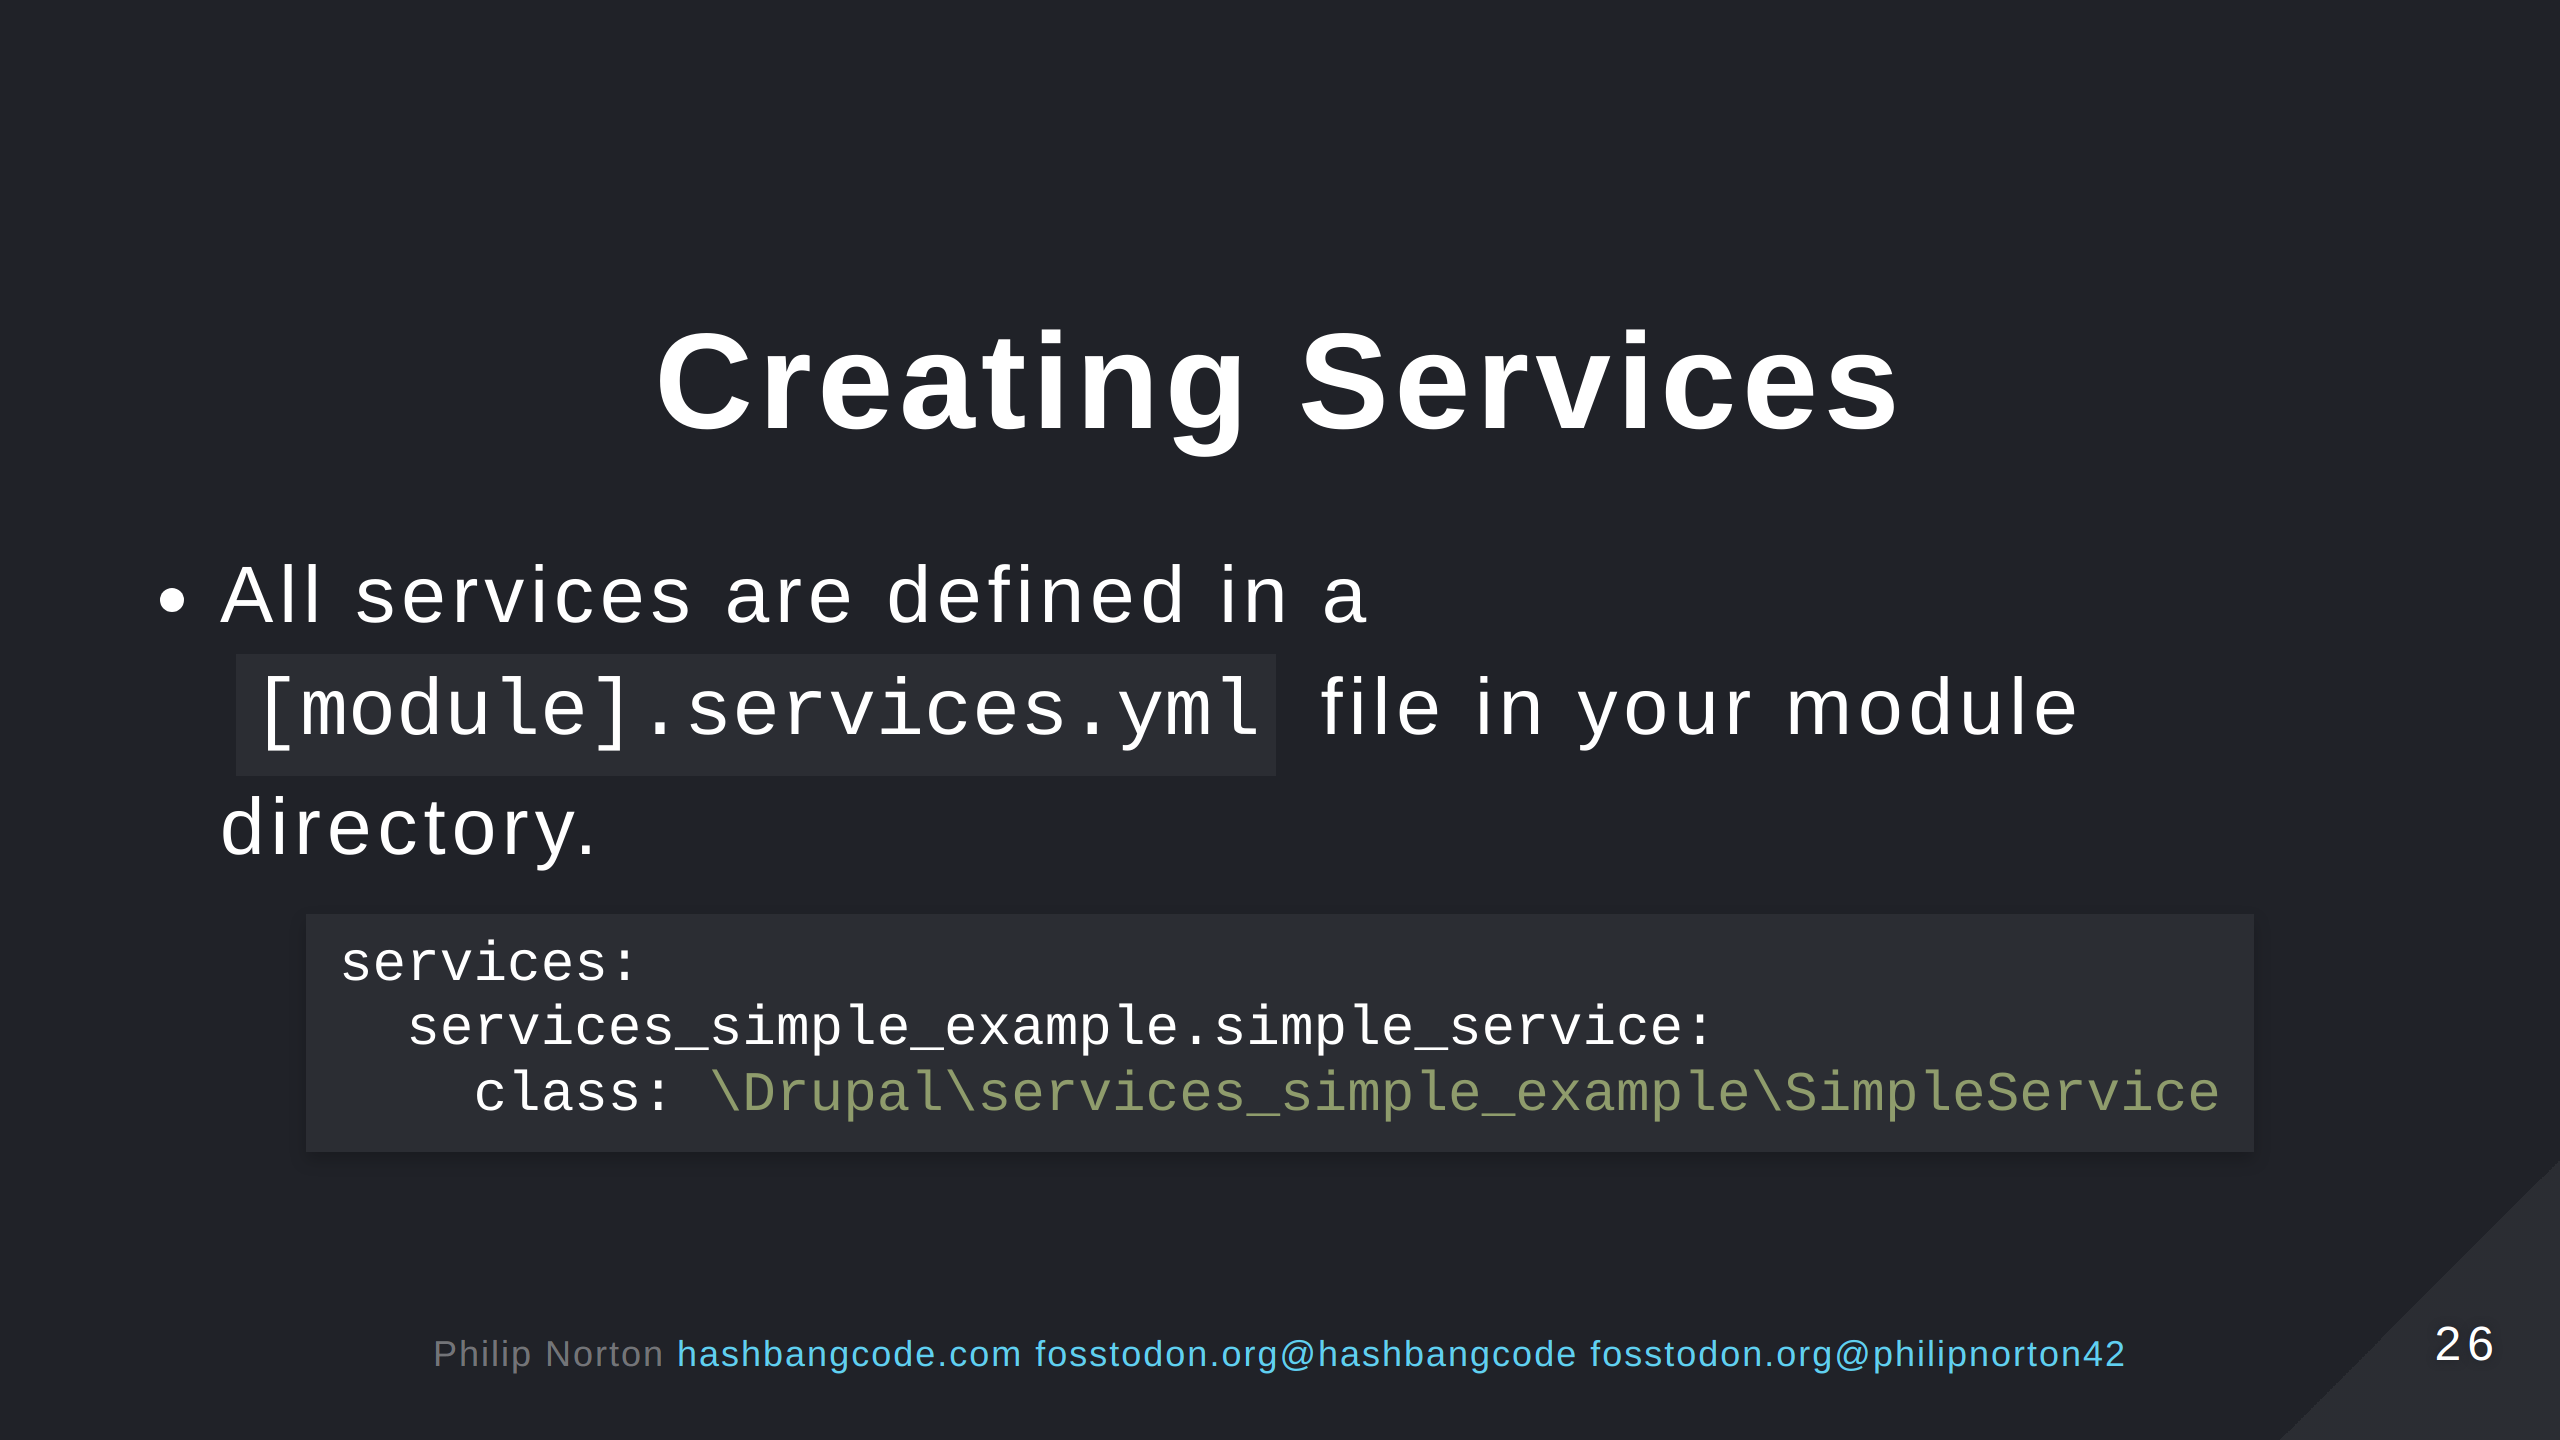 Creating Services
• All services are defined in a
[module].services.yml file in your module
directory.
services:
  services_simple_example.simple_service:
    class: \Drupal\services_simple_example\SimpleService
Philip Norton hashbangcode.com fosstodon.org@hashbangcode fosstodon.org@philipnorton42
26